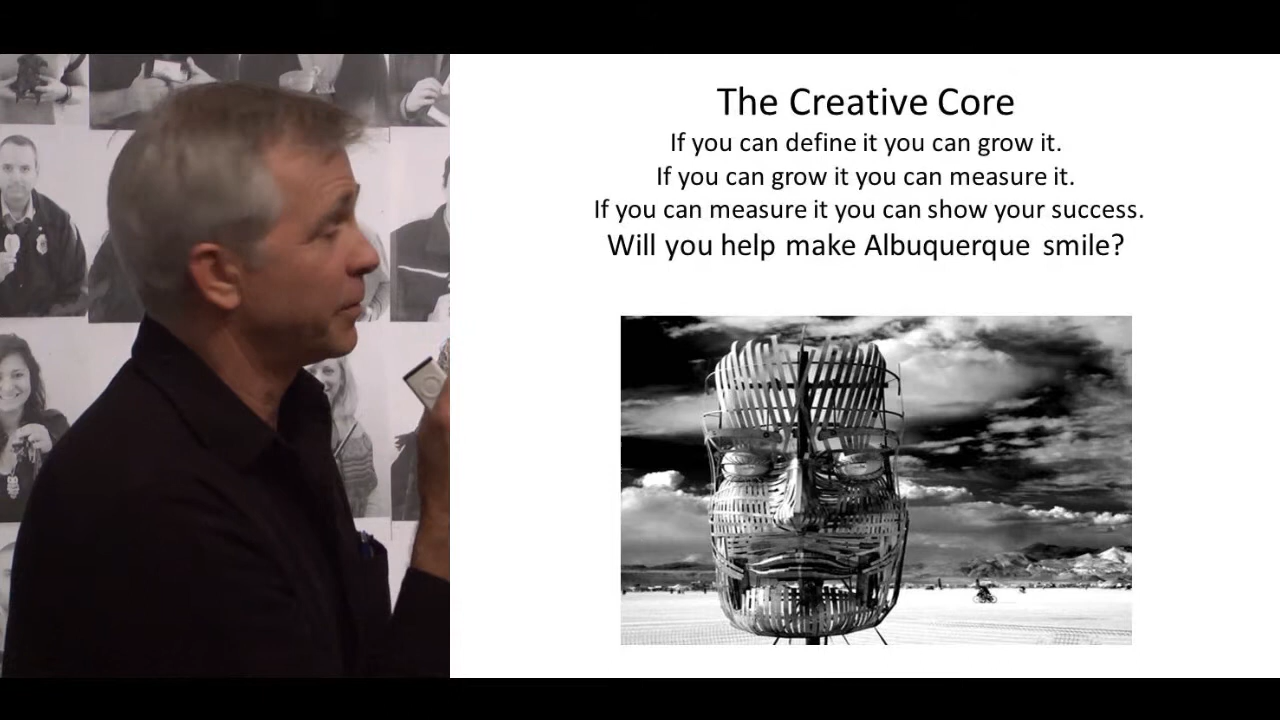 The Creative Core
If you can define it you can grow it.
If you can grow it you can measure it.
If you can measure it you can show your success.
Will you help make Albuquerque smile?